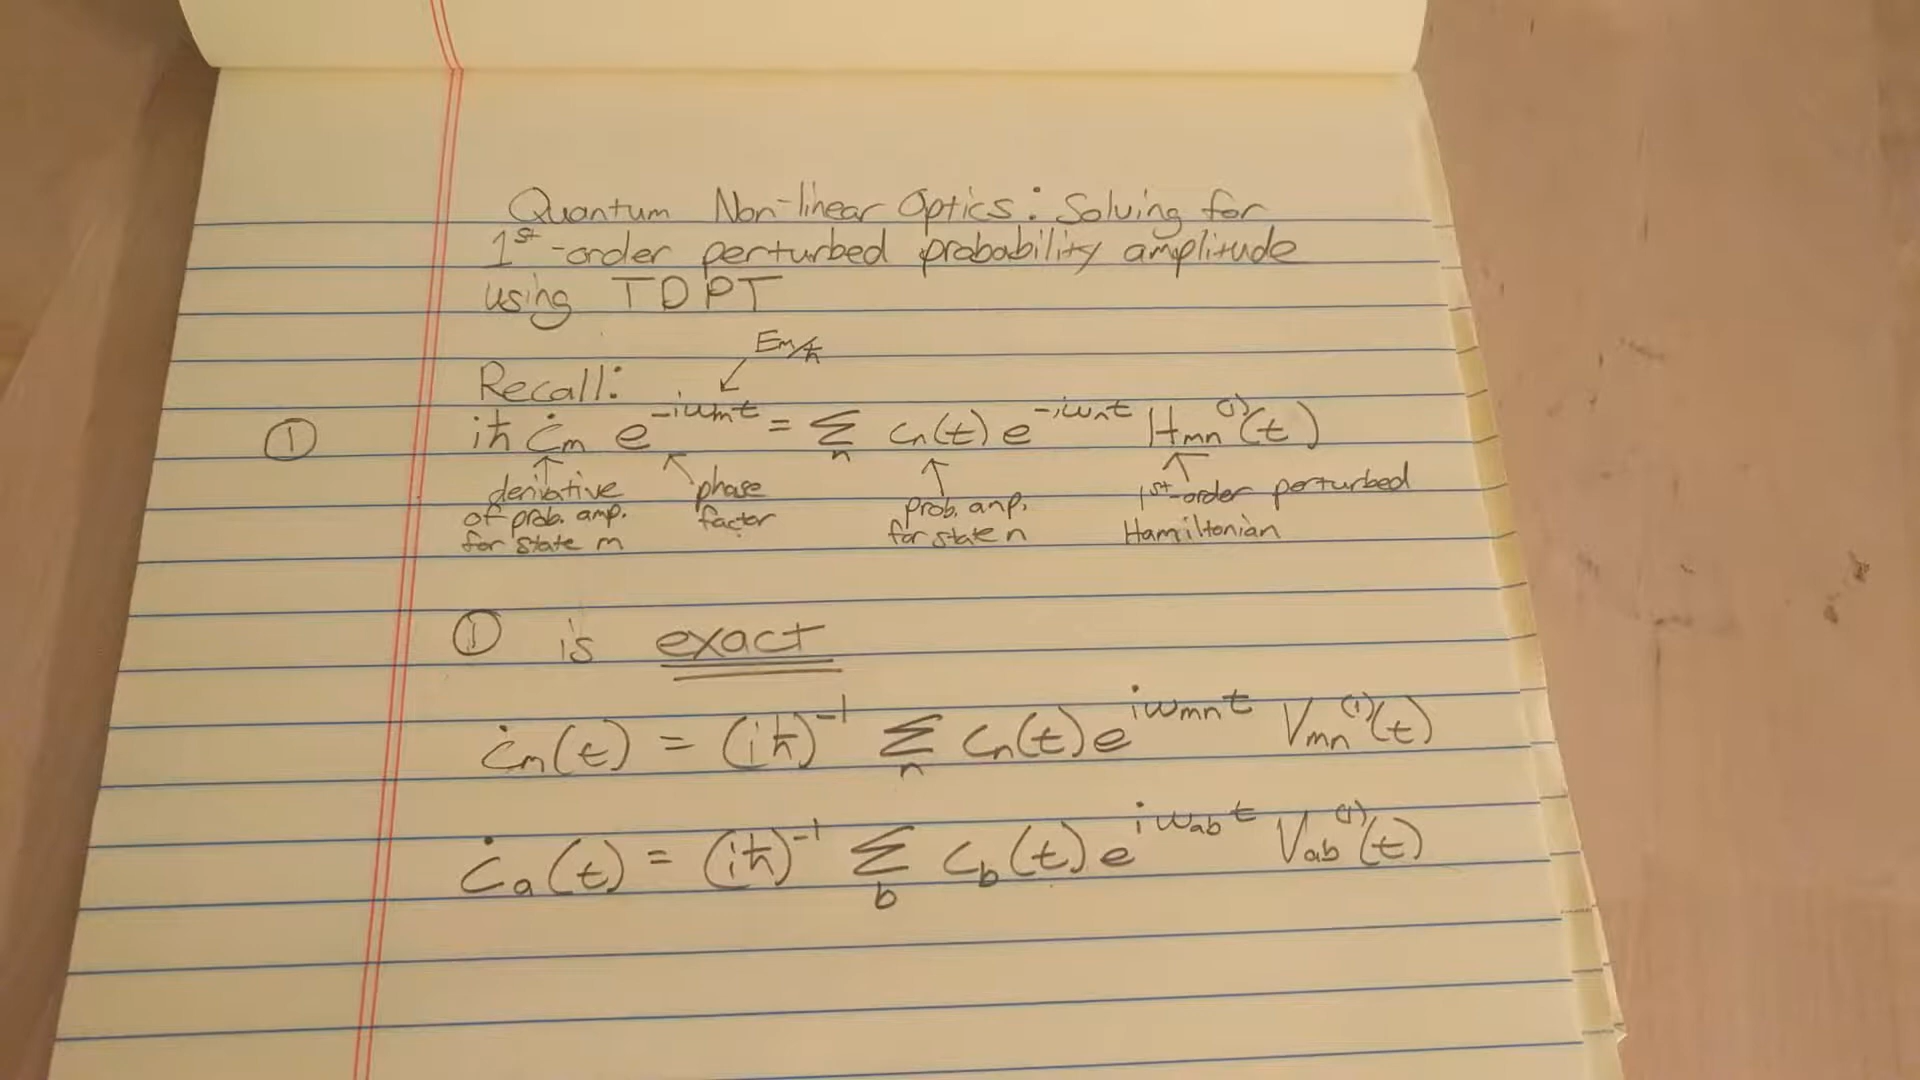 Quantum Non-linear Optics: Solving for
1st-order perturbed probability amplitude
using TDPT
Em/ħ
Recall:
① iħ ċm e^-iωmt = Σn cn(t) e^-iωnt Hmn^(1)(t)
derivative of prob. amp. for state m
phase factor
prob. amp. for state n
1st-order perturbed Hamiltonian
① is exact
ċm(t) = (iħ)^-1 Σn cn(t) e^iωmnt Vmn^(1)(t)
ċa(t) = (iħ)^-1 Σb cb(t) e^iωabt Vab^(1)(t)